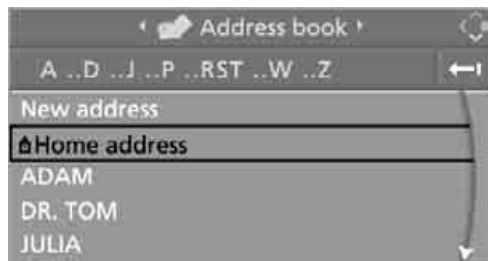 Address book
A ..D ..J ..P ..RST ..W ..Z
New address
Home address
ADAM
DR. TOM
JULIA